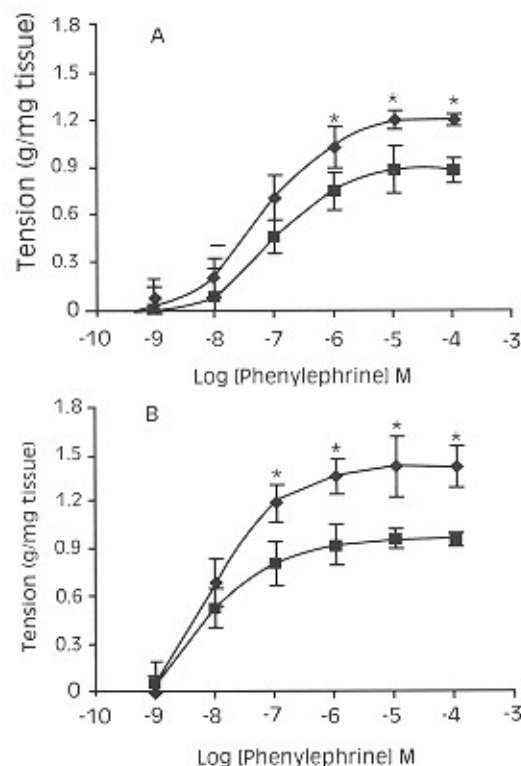 A
Tension (g/mg tissue)
1.8
1.5
1.2
0.9
0.6
0.3
0
* * *
-10 -9 -8 -7 -6 -5 -4 -3
Log [Phenylephrine] M
B
Tension (g/mg tissue)
1.8
1.5
1.2
0.9
0.6
0.3
0
* * * *
-10 -9 -8 -7 -6 -5 -4 -3
Log [Phenylephrine] M